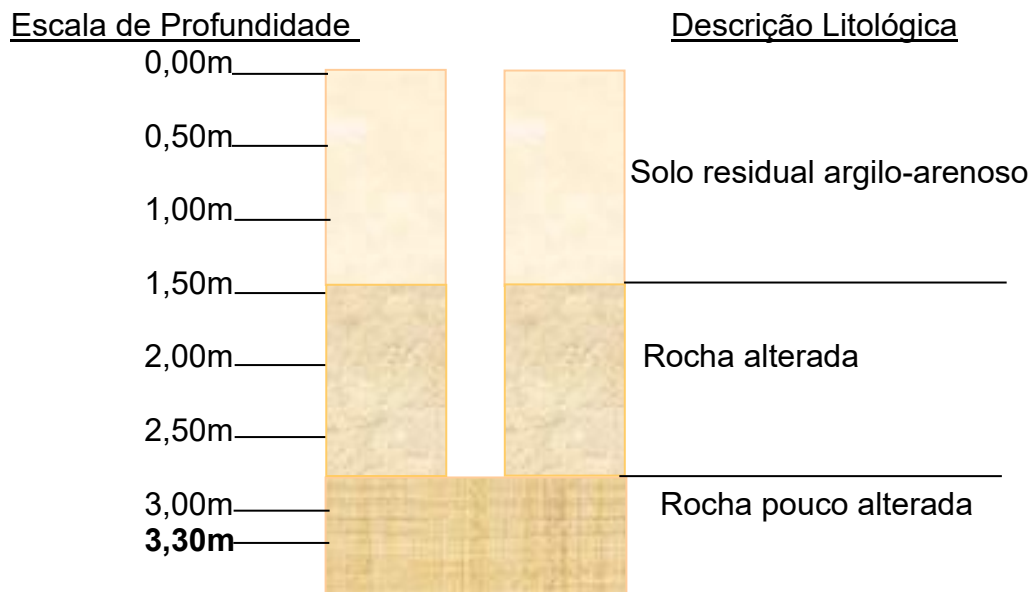 Escala de Profundidade
Descrição Litológica
0,00m
0,50m
1,00m
Solo residual argilo-arenoso
1,50m
2,00m
Rocha alterada
2,50m
3,00m
Rocha pouco alterada
3,30m